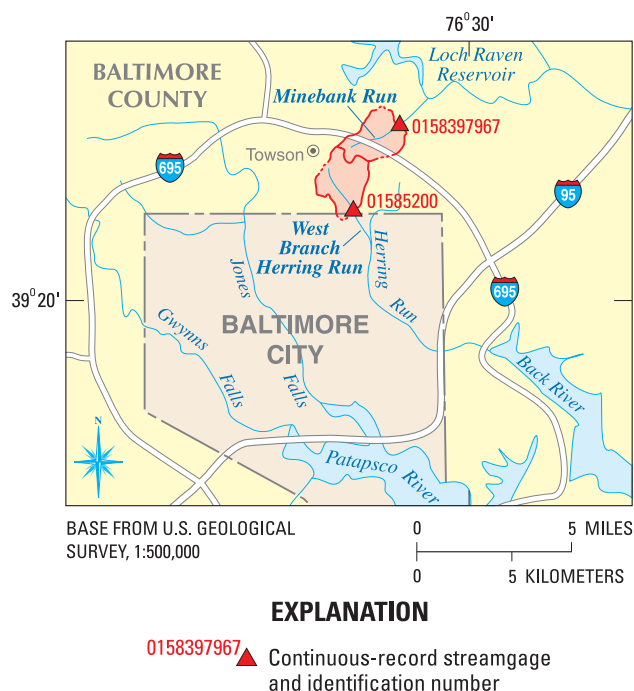 76° 30'
BALTIMORE
COUNTY
Loch Raven
Reservoir
Minebank Run
0158397967
Towson
695
95
01585200
West
Branch
Herring Run
Herring
Run
Jones
Falls
39° 20'
695
Gwynns
Falls
BALTIMORE
CITY
Back River
Patapsco River
N
BASE FROM U.S. GEOLOGICAL
SURVEY, 1:500,000
0 5 MILES
0 5 KILOMETERS
EXPLANATION
0158397967
Continuous-record streamgage
and identification number